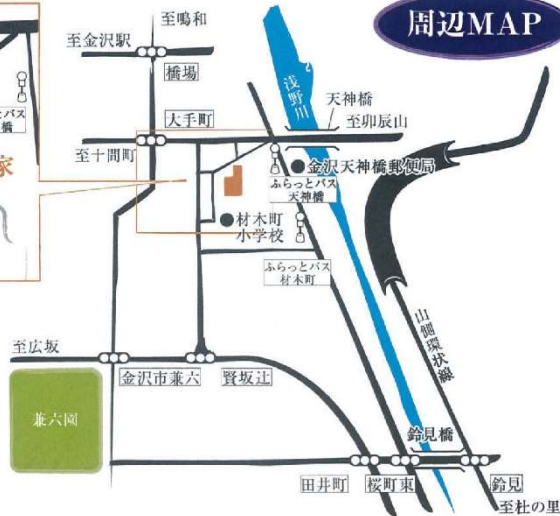 周辺MAP
至鳴和
至金沢駅
橋場
浅野川
天神橋
大手町
至卯辰山
至十間町
金沢天神橋郵便局
ふらっとバス
天神橋
材木町
小学校
ふらっとバス
材木町
山側環状線
至広坂
金沢市兼六
賢坂辻
兼六園
鈴見橋
田井町
桜町東
鈴見
至杜の里
とバス
橋
家